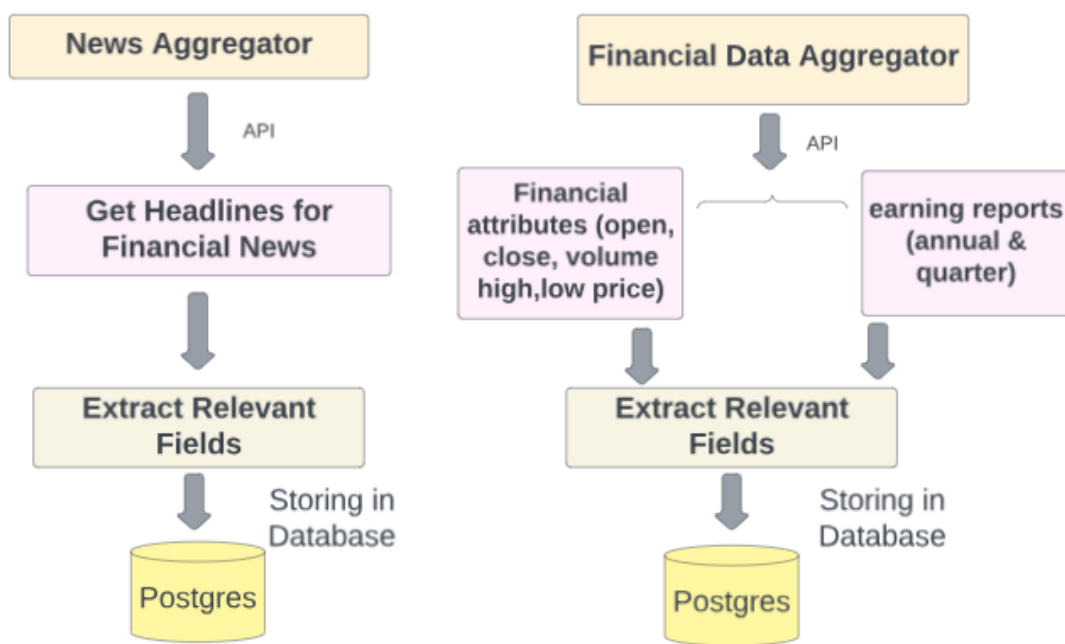 News Aggregator
API
Get Headlines for
Financial News
Extract Relevant
Fields
Storing in
Database
Postgres
Financial Data Aggregator
API
Financial
attributes (open,
close, volume
high,low price)
earning reports
(annual &
quarter)
Extract Relevant
Fields
Storing in
Database
Postgres